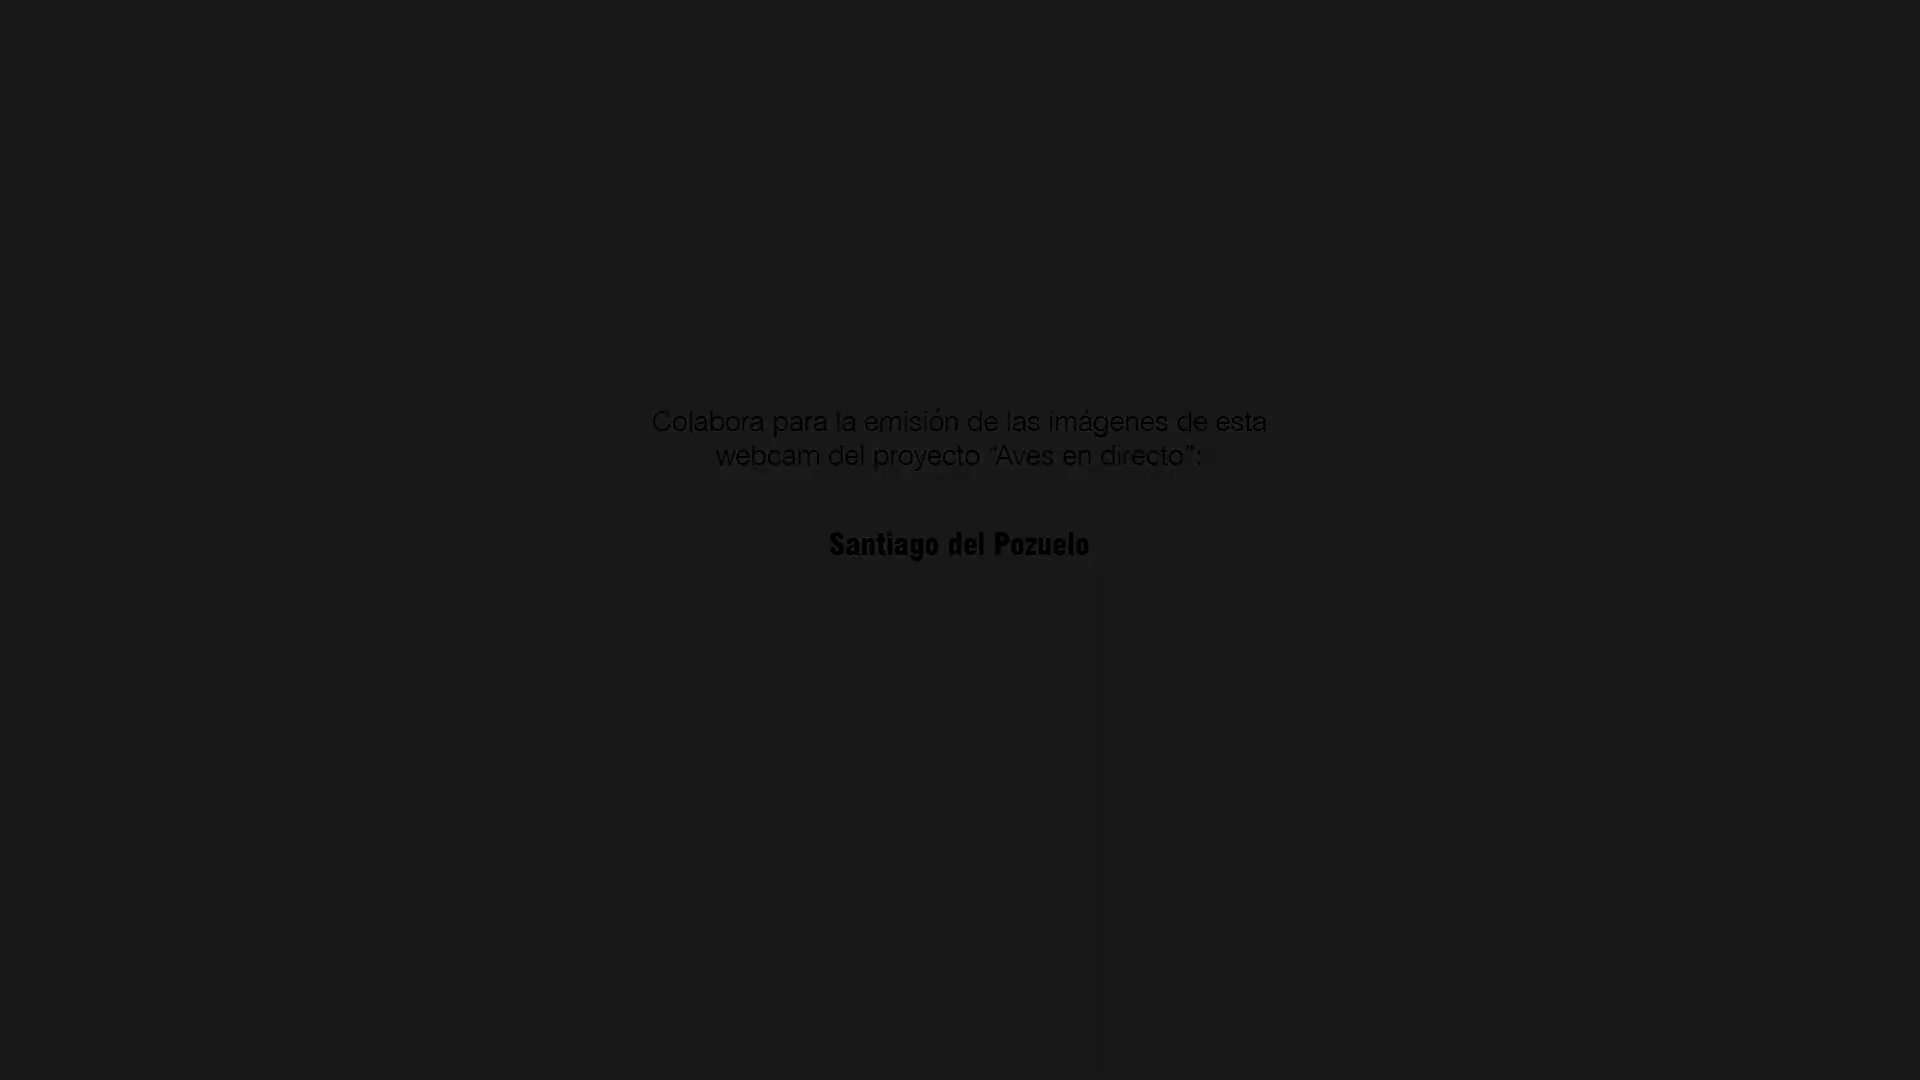 Colabora para la emisión de las imágenes de esta
webcam del proyecto “Aves en directo”:
Santiago del Pozuelo